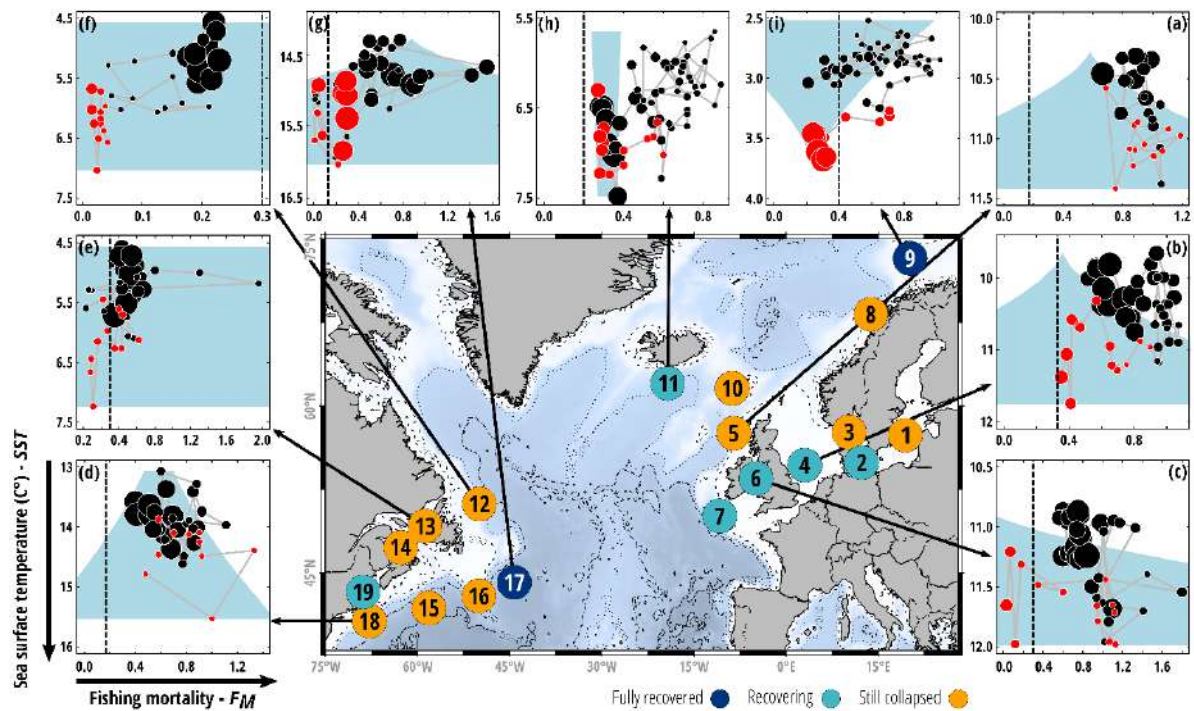 (f)
4.5
5.5
6.5
7.5
0.0 0.1 0.2 0.3
(g)
14.5
15.5
16.5
0.0 0.4 0.8 1.2 1.6
(h)
5.5
6.5
7.5
0.0 0.4 0.8
(i)
2.5
3.0
3.5
4.0
0.0 0.4 0.8
(a)
10.0
10.5
11.0
11.5
0.0 0.4 0.8 1.2
(e)
4.5
5.5
6.5
7.5
0.2 0.4 0.8 1.2 1.6 2.0
(b)
10
11
12
0.0 0.4 0.8 1.2
(d)
13
14
15
16
0.0 0.4 0.8 1.2
(c)
10.5
11.0
11.5
12.0
0.0 0.4 0.8 1.2 1.6
75°N
60°N
45°N
75°W 60°W 45°W 30°W 15°W 0°E 15°E
9
8
11
10
5
3
1
4
2
6
7
12
13
14
17
19
16
15
18
Sea surface temperature (C°) - SST
Fishing mortality - FM
Fully recovered Recovering Still collapsed